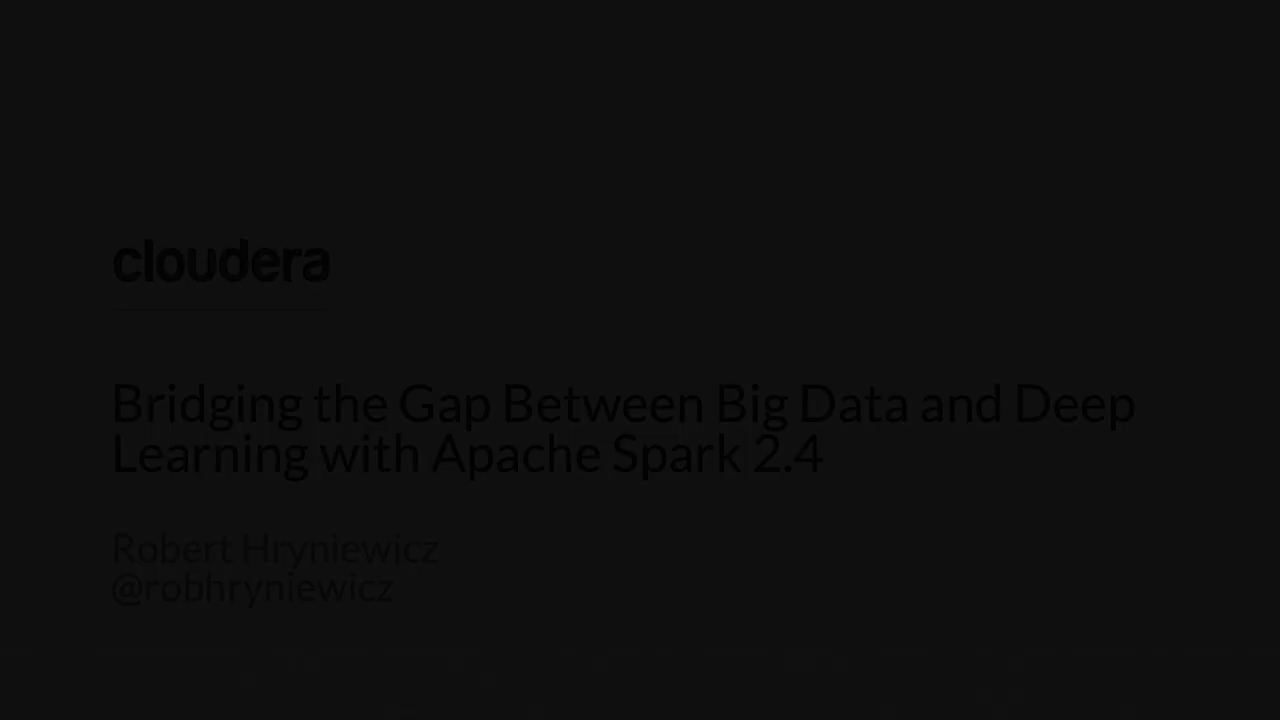 cloudera
Bridging the Gap Between Big Data and Deep
Learning with Apache Spark 2.4
Robert Hryniewicz
@robhryniewicz